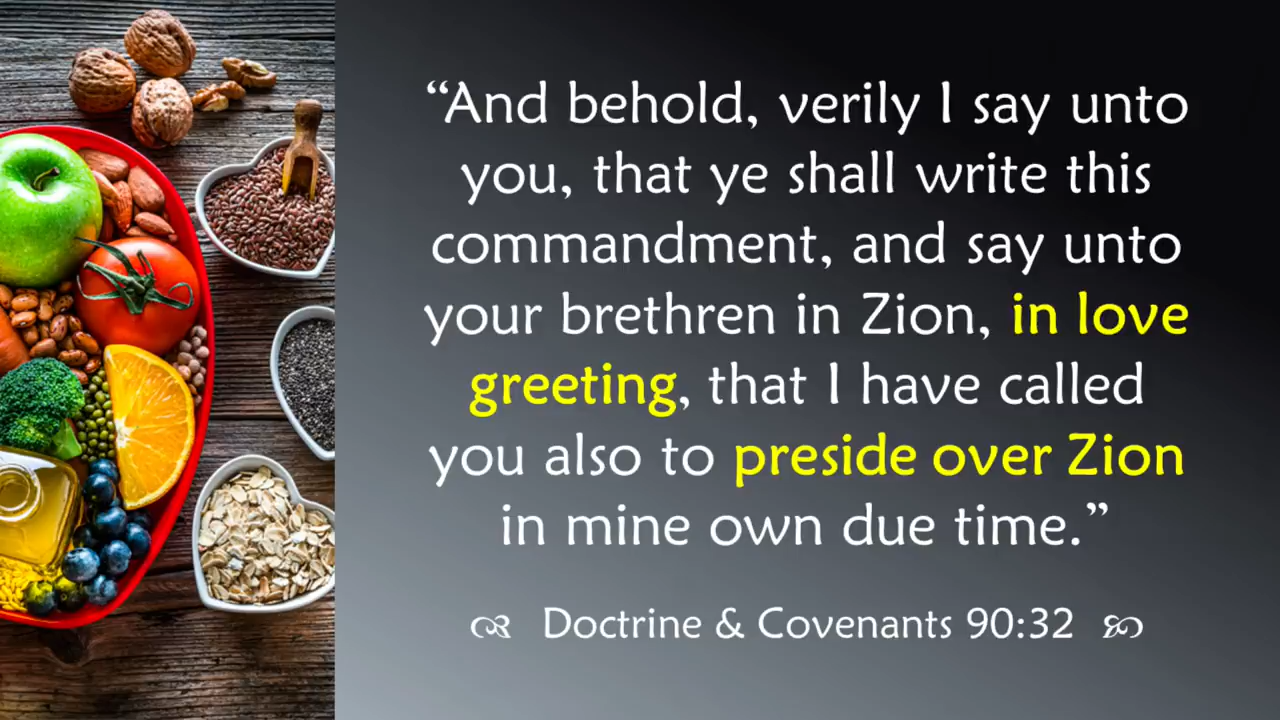 “And behold, verily I say unto
you, that ye shall write this
commandment, and say unto
your brethren in Zion, in love
greeting, that I have called
you also to preside over Zion
in mine own due time.”
Doctrine & Covenants 90:32